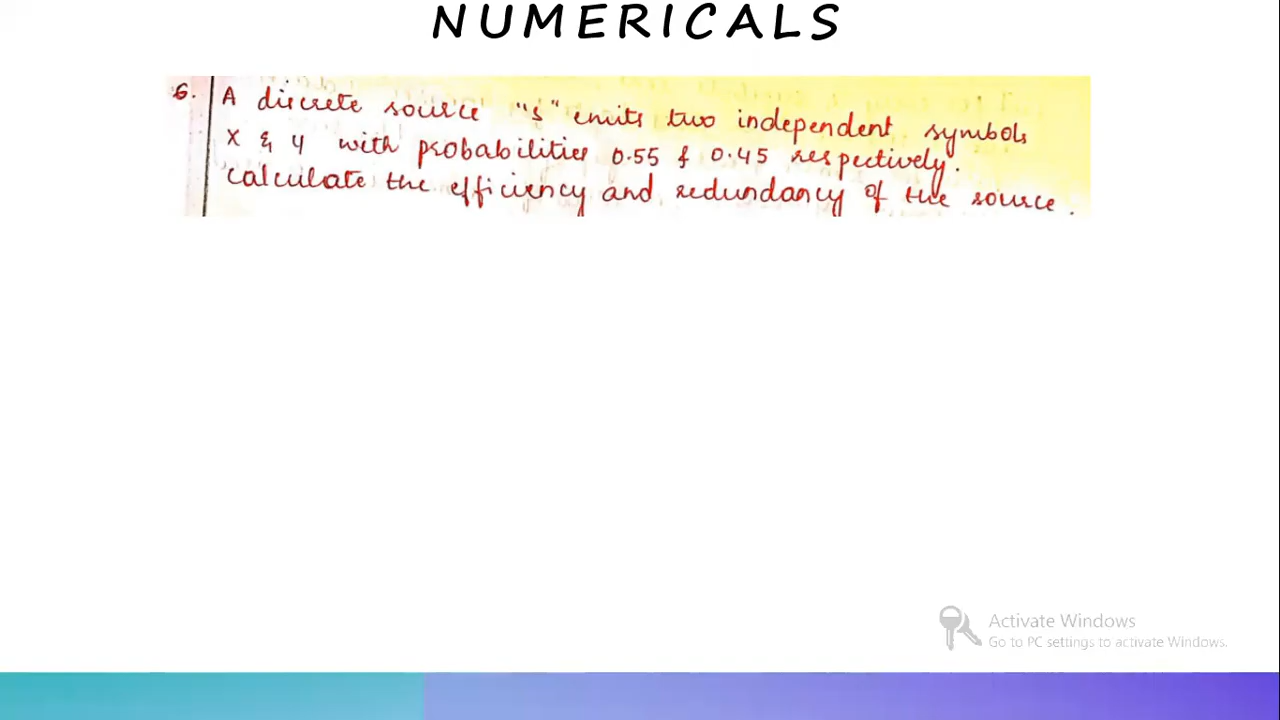 NUMERICALS
6. A discrete source "s" emits two independent symbols
X & Y with probabilities 0.55 & 0.45 respectively.
calculate the efficiency and redundancy of the source.
Activate Windows
Go to PC settings to activate Windows.